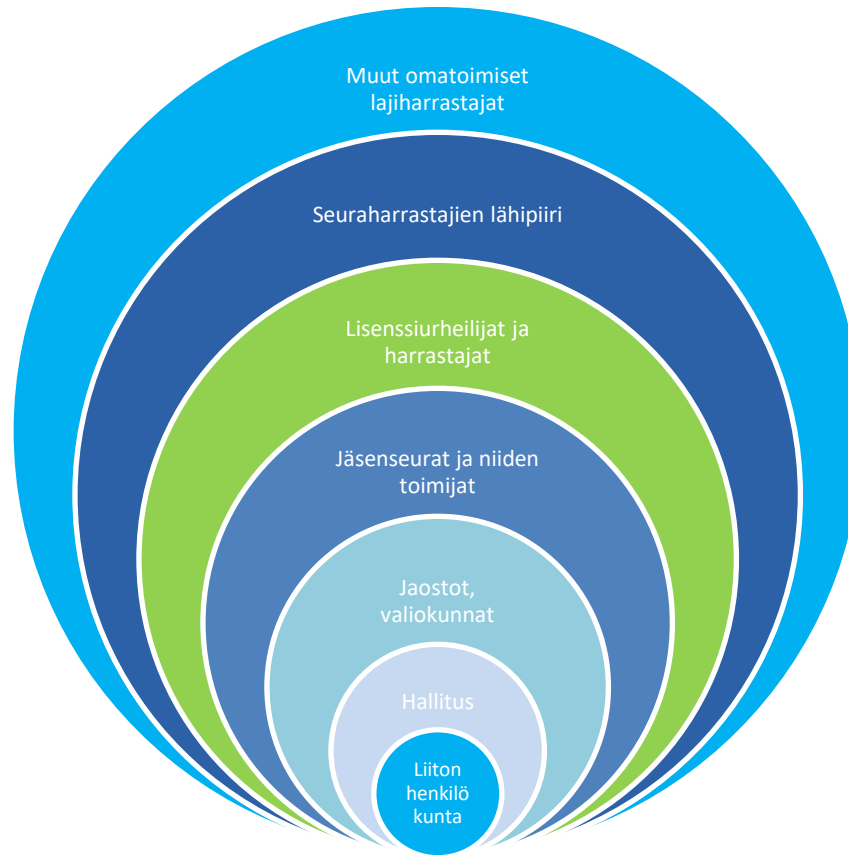 Muut omatoimiset
lajiharrastajat
Seuraharrastajien lähipiiri
Lisenssiurheilijat ja
harrastajat
Jäsenseurat ja niiden
toimijat
Jaostot,
valiokunnat
Hallitus
Liiton
henkilö
kunta